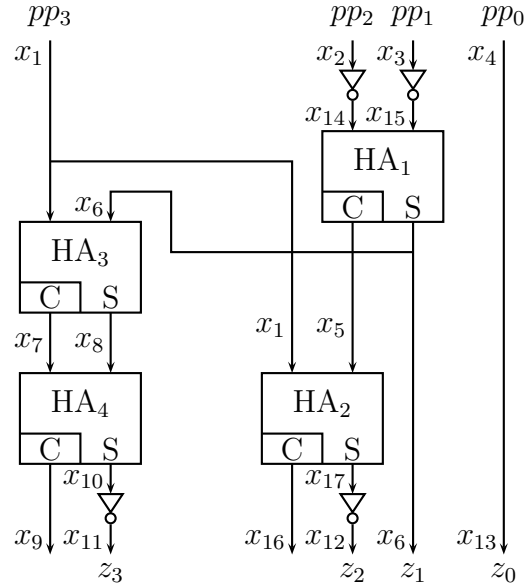 pp₃ pp₂ pp₁ pp₀
x₁ x₂ x₃ x₄
x₁₄ x₁₅
HA₁
x₆ C S
HA₃
C S
x₇ x₈ x₁ x₅
HA₄ HA₂
C S C S
x₁₀ x₁₇
x₉ x₁₁ x₁₆ x₁₂ x₆ x₁₃
z₃ z₂ z₁ z₀